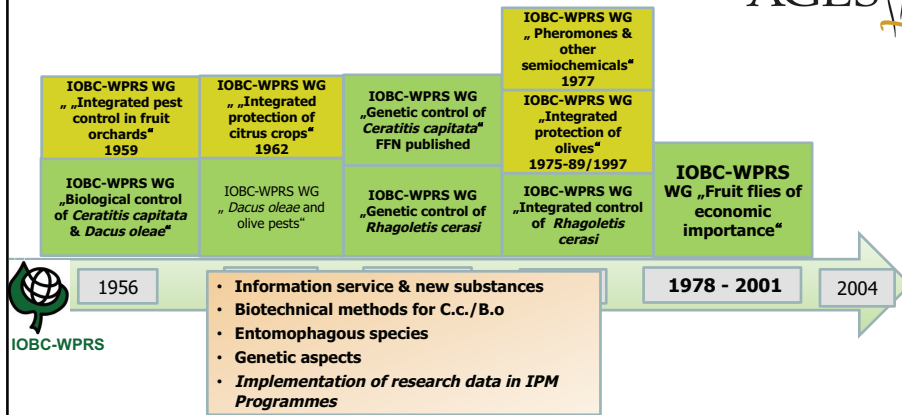 AGES
IOBC-WPRS WG
„ „Integrated pest
control in fruit
orchards“
1959
IOBC-WPRS WG
„Biological control
of Ceratitis capitata
& Dacus oleae“
IOBC-WPRS WG
„ „Integrated
protection of
citrus crops“
1962
IOBC-WPRS WG
„ Dacus oleae and
olive pests“
IOBC-WPRS WG
„Genetic control of
Ceratitis capitata“
FFN published
IOBC-WPRS WG
„Genetic control of
Rhagoletis cerasi
IOBC-WPRS WG
„ Pheromones &
other
semiochemicals“
1977
IOBC-WPRS WG
„Integrated
protection of
olives“
1975-89/1997
IOBC-WPRS WG
„Integrated control
of Rhagoletis
cerasi
IOBC-WPRS
WG „Fruit flies of
economic
importance“
1956
1978 - 2001
2004
IOBC-WPRS
• Information service & new substances
• Biotechnical methods for C.c./B.o
• Entomophagous species
• Genetic aspects
• Implementation of research data in IPM
Programmes